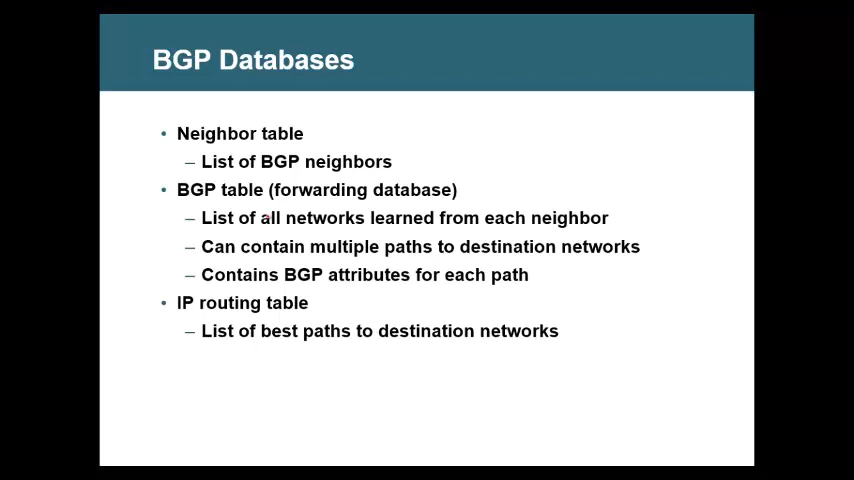 BGP Databases
• Neighbor table
– List of BGP neighbors
• BGP table (forwarding database)
– List of all networks learned from each neighbor
– Can contain multiple paths to destination networks
– Contains BGP attributes for each path
• IP routing table
– List of best paths to destination networks